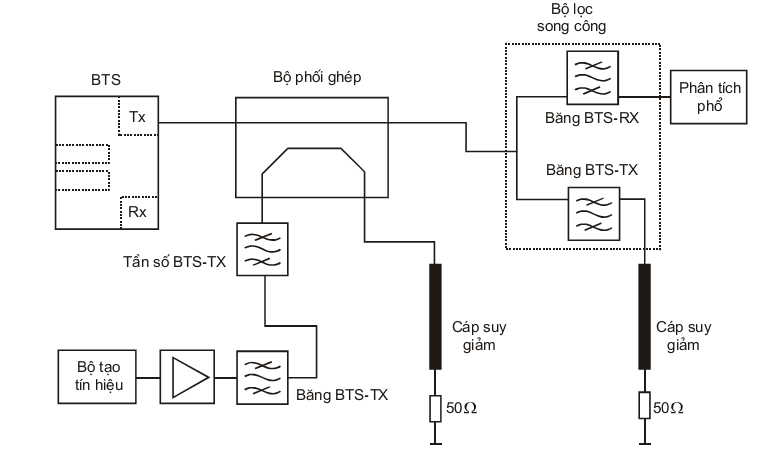 Bộ lọc
song công
BTS
Bộ phối ghép
Tx
Phân tích
phổ
Băng BTS-RX
Băng BTS-TX
Rx
Tần số BTS-TX
Cáp suy
giảm
Cáp suy
giảm
Bộ tạo
tín hiệu
Băng BTS-TX
50Ω
50Ω